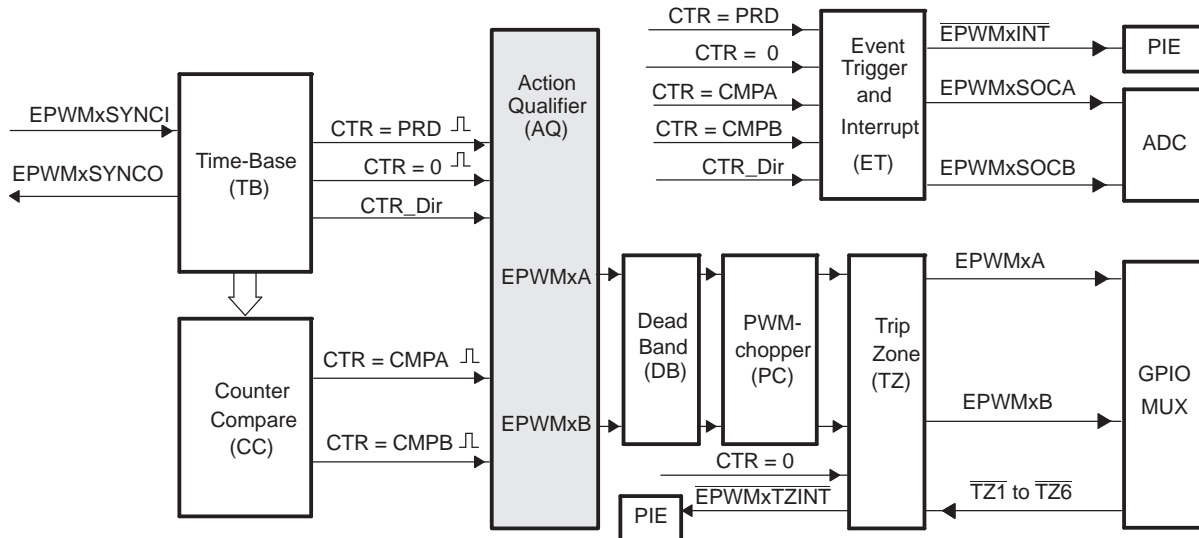 EPWMxSYNCI
EPWMxSYNCO
Time-Base
(TB)
CTR = PRD
CTR = 0
CTR_Dir
Counter
Compare
(CC)
CTR = CMPA
CTR = CMPB
Action
Qualifier
(AQ)
EPWMxA
EPWMxB
CTR = PRD
CTR = 0
CTR = CMPA
CTR = CMPB
CTR_Dir
Event
Trigger
and
Interrupt
(ET)
EPWMxINT
EPWMxSOCA
EPWMxSOCB
PIE
ADC
Dead
Band
(DB)
PWM-
chopper
(PC)
Trip
Zone
(TZ)
CTR = 0
EPWMxTZINT
PIE
EPWMxA
EPWMxB
TZ1 to TZ6
GPIO
MUX